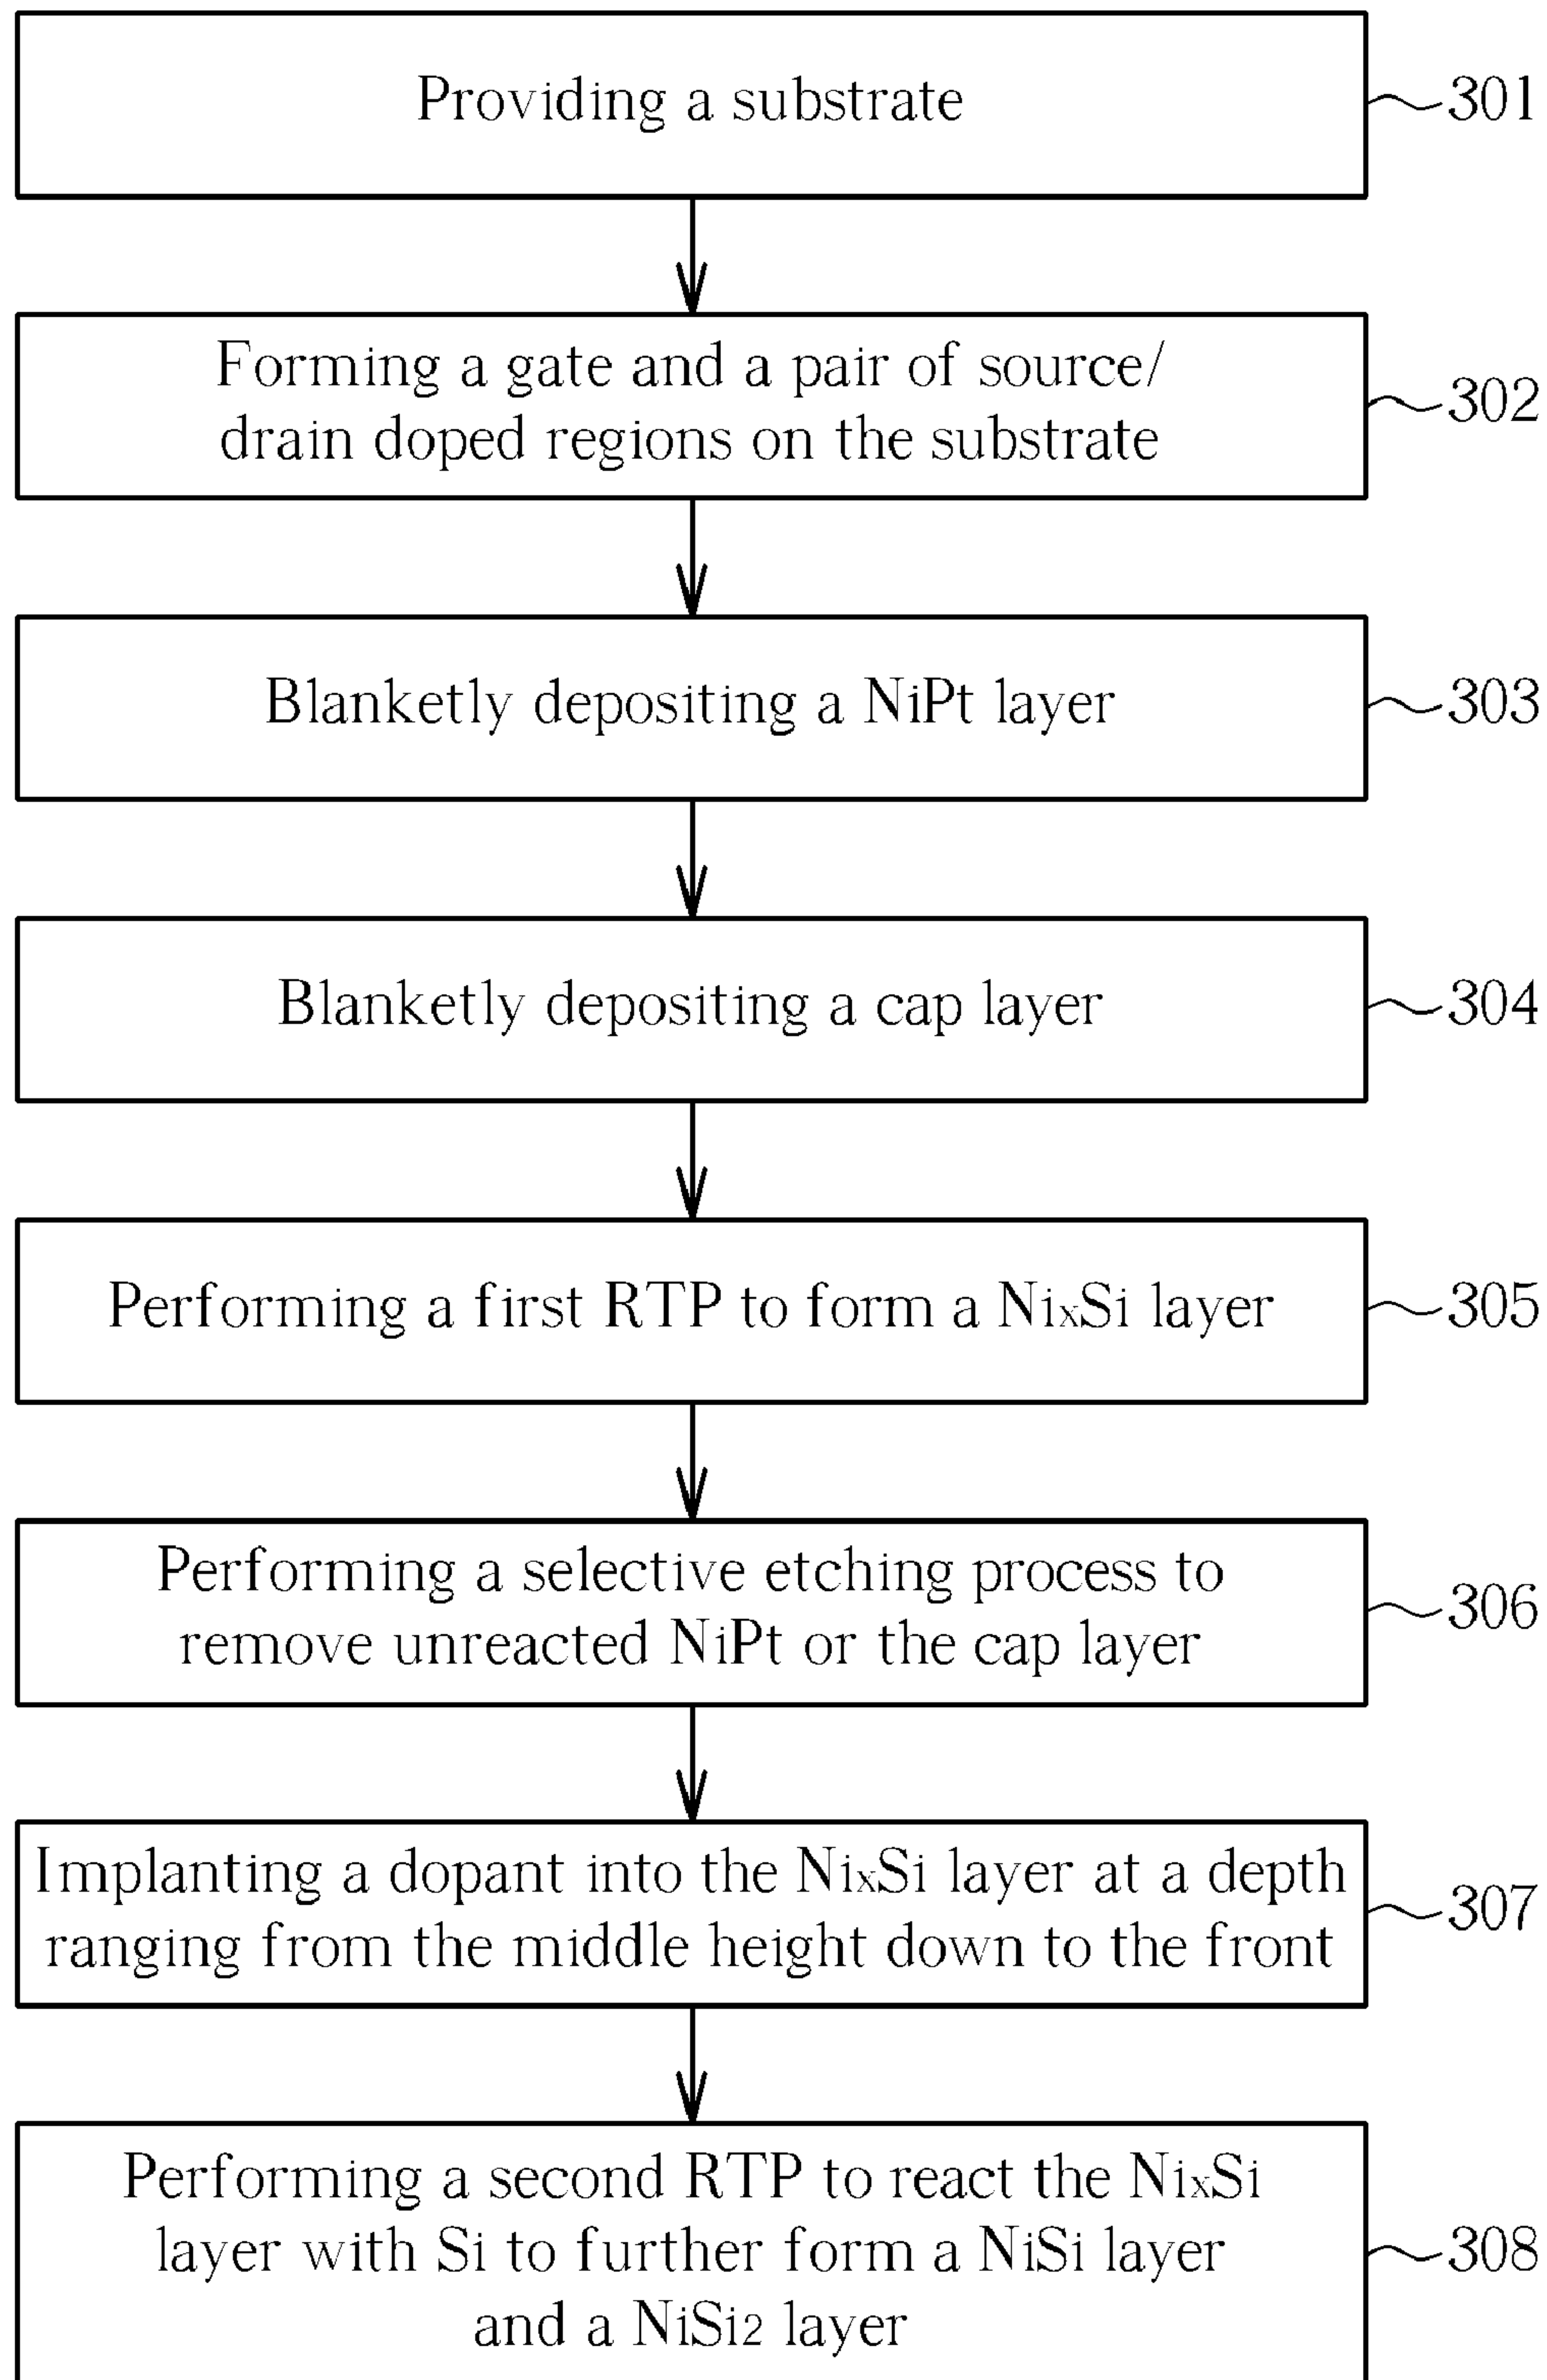 Providing a substrate
301
Forming a gate and a pair of source/
drain doped regions on the substrate
302
Blanketly depositing a NiPt layer
303
Blanketly depositing a cap layer
304
Performing a first RTP to form a NiₓSi layer
305
Performing a selective etching process to
remove unreacted NiPt or the cap layer
306
Implanting a dopant into the NiₓSi layer at a depth
ranging from the middle height down to the front
307
Performing a second RTP to react the NiₓSi
layer with Si to further form a NiSi layer
and a NiSi₂ layer
308